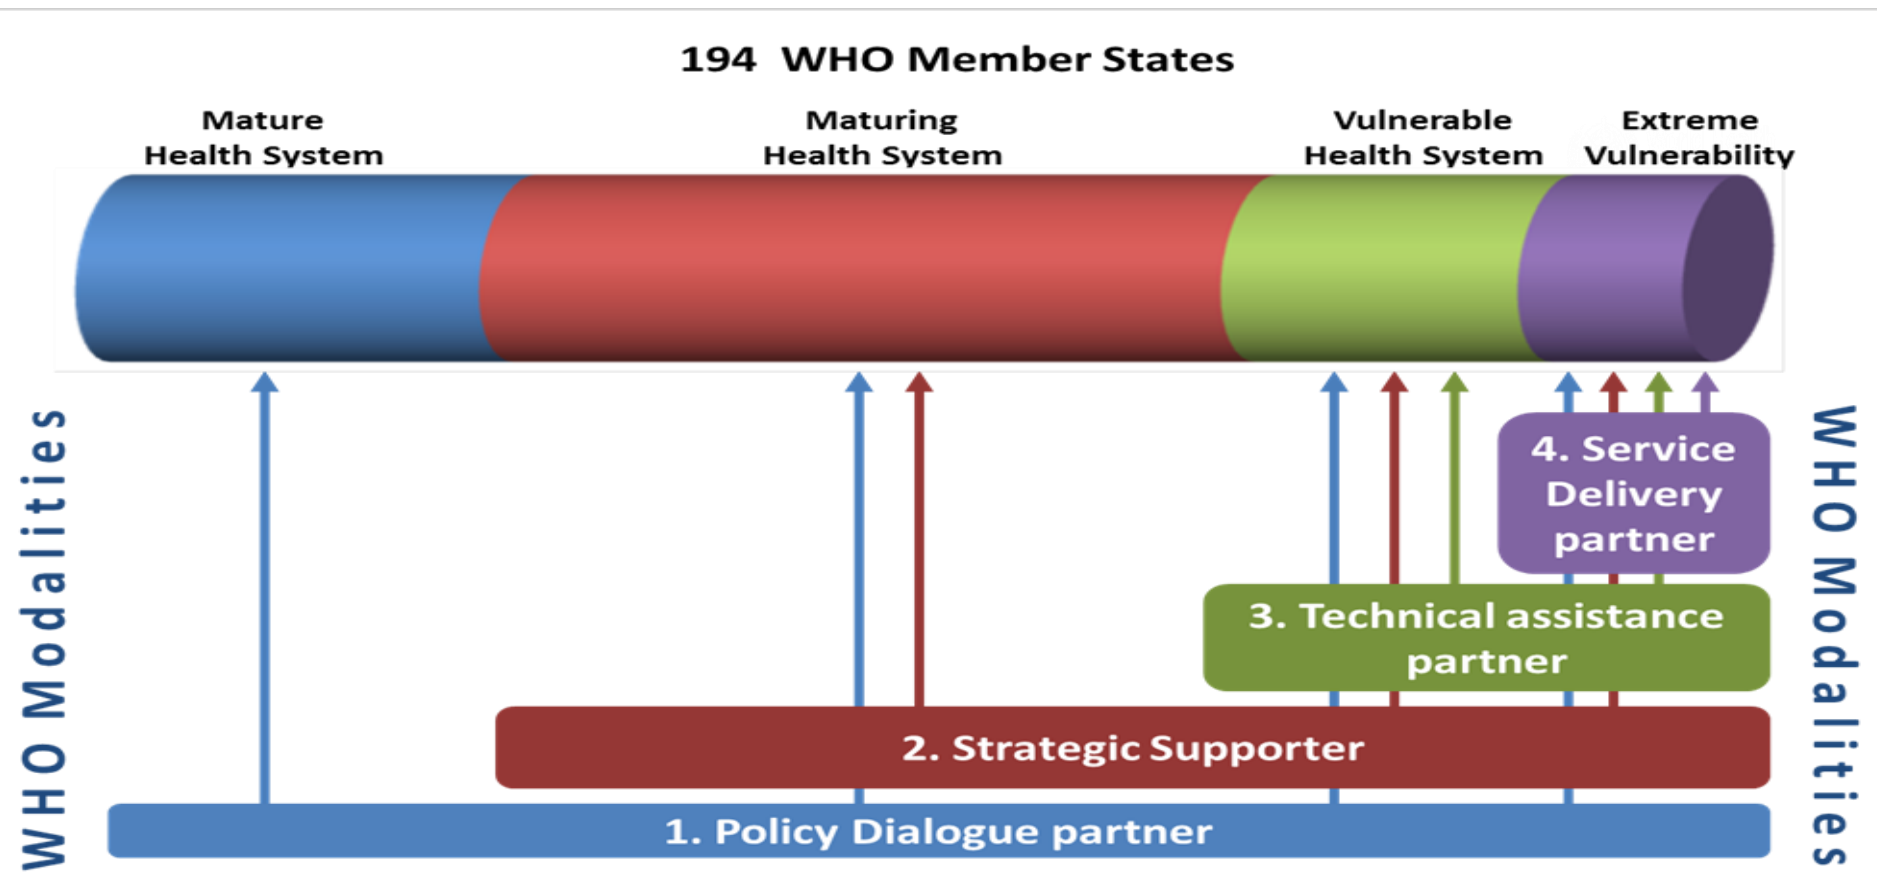 194 WHO Member States
Mature
Health System
Maturing
Health System
Vulnerable
Health System
Extreme
Vulnerability
WHO Modalities
WHO Modalities
4. Service
Delivery
partner
3. Technical assistance
partner
2. Strategic Supporter
1. Policy Dialogue partner